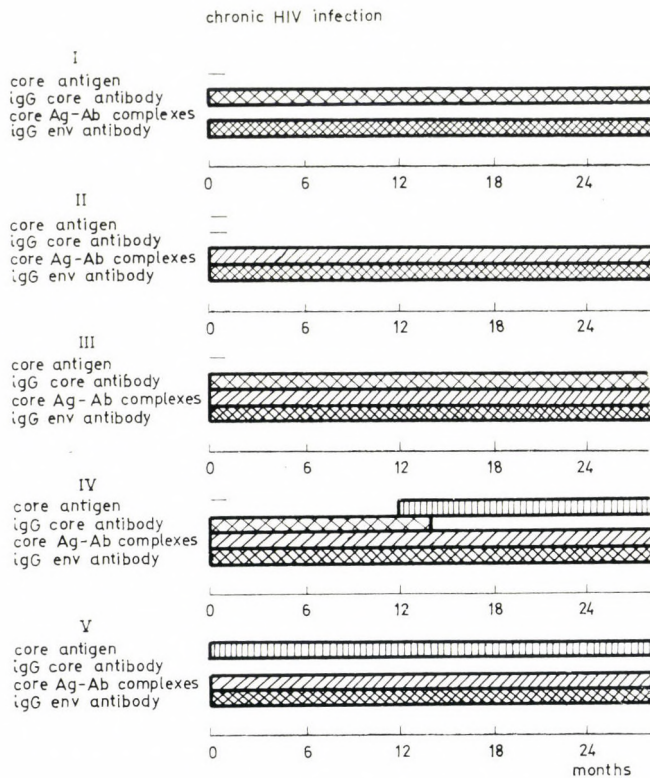 chronic HIV infection
I
core antigen
igG core antibody
core Ag-Ab complexes
igG env antibody
0 6 12 18 24
II
core antigen
igG core antibody
core Ag-Ab complexes
igG env antibody
0 6 12 18 24
III
core antigen
igG core antibody
core Ag-Ab complexes
igG env antibody
0 6 12 18 24
IV
core antigen
igG core antibody
core Ag-Ab complexes
igG env antibody
0 6 12 18 24
V
core antigen
igG core antibody
core Ag-Ab complexes
igG env antibody
0 6 12 18 24
months